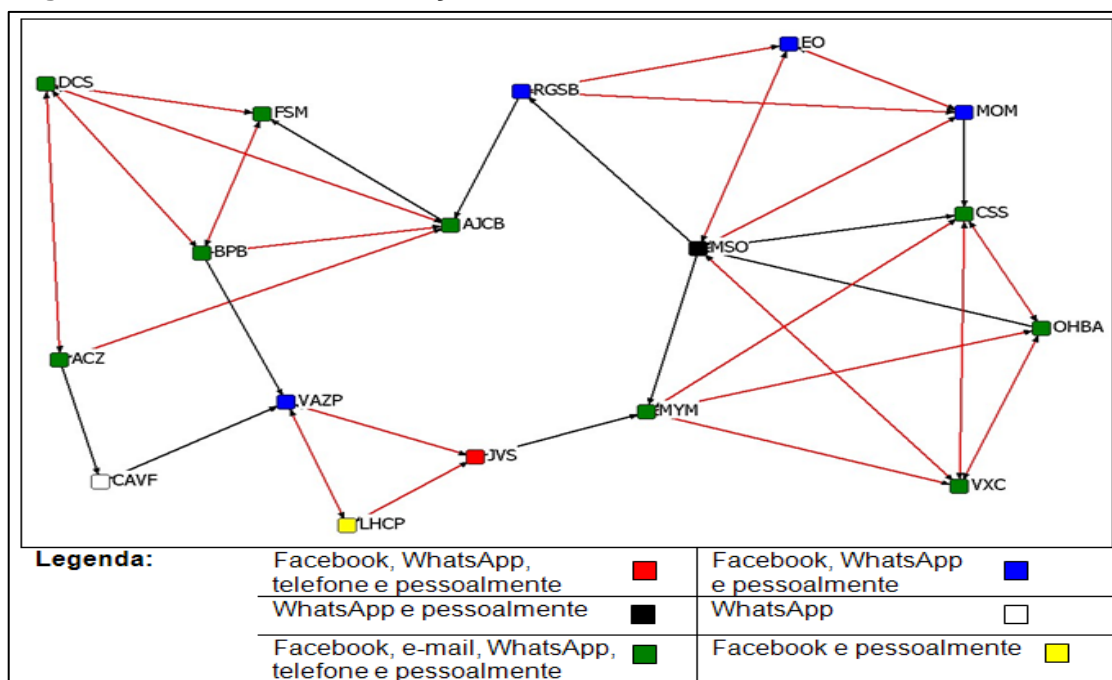 EO
DCS
RGSB
FSM
MOM
CSS
AJCB
MSO
BPB
OHBA
ACZ
VAZP
MYM
JVS
CAVF
VXC
LHCP
Legenda:
Facebook, WhatsApp,
telefone e pessoalmente
Facebook, WhatsApp
e pessoalmente
WhatsApp e pessoalmente
WhatsApp
Facebook, e-mail, WhatsApp,
telefone e pessoalmente
Facebook e pessoalmente